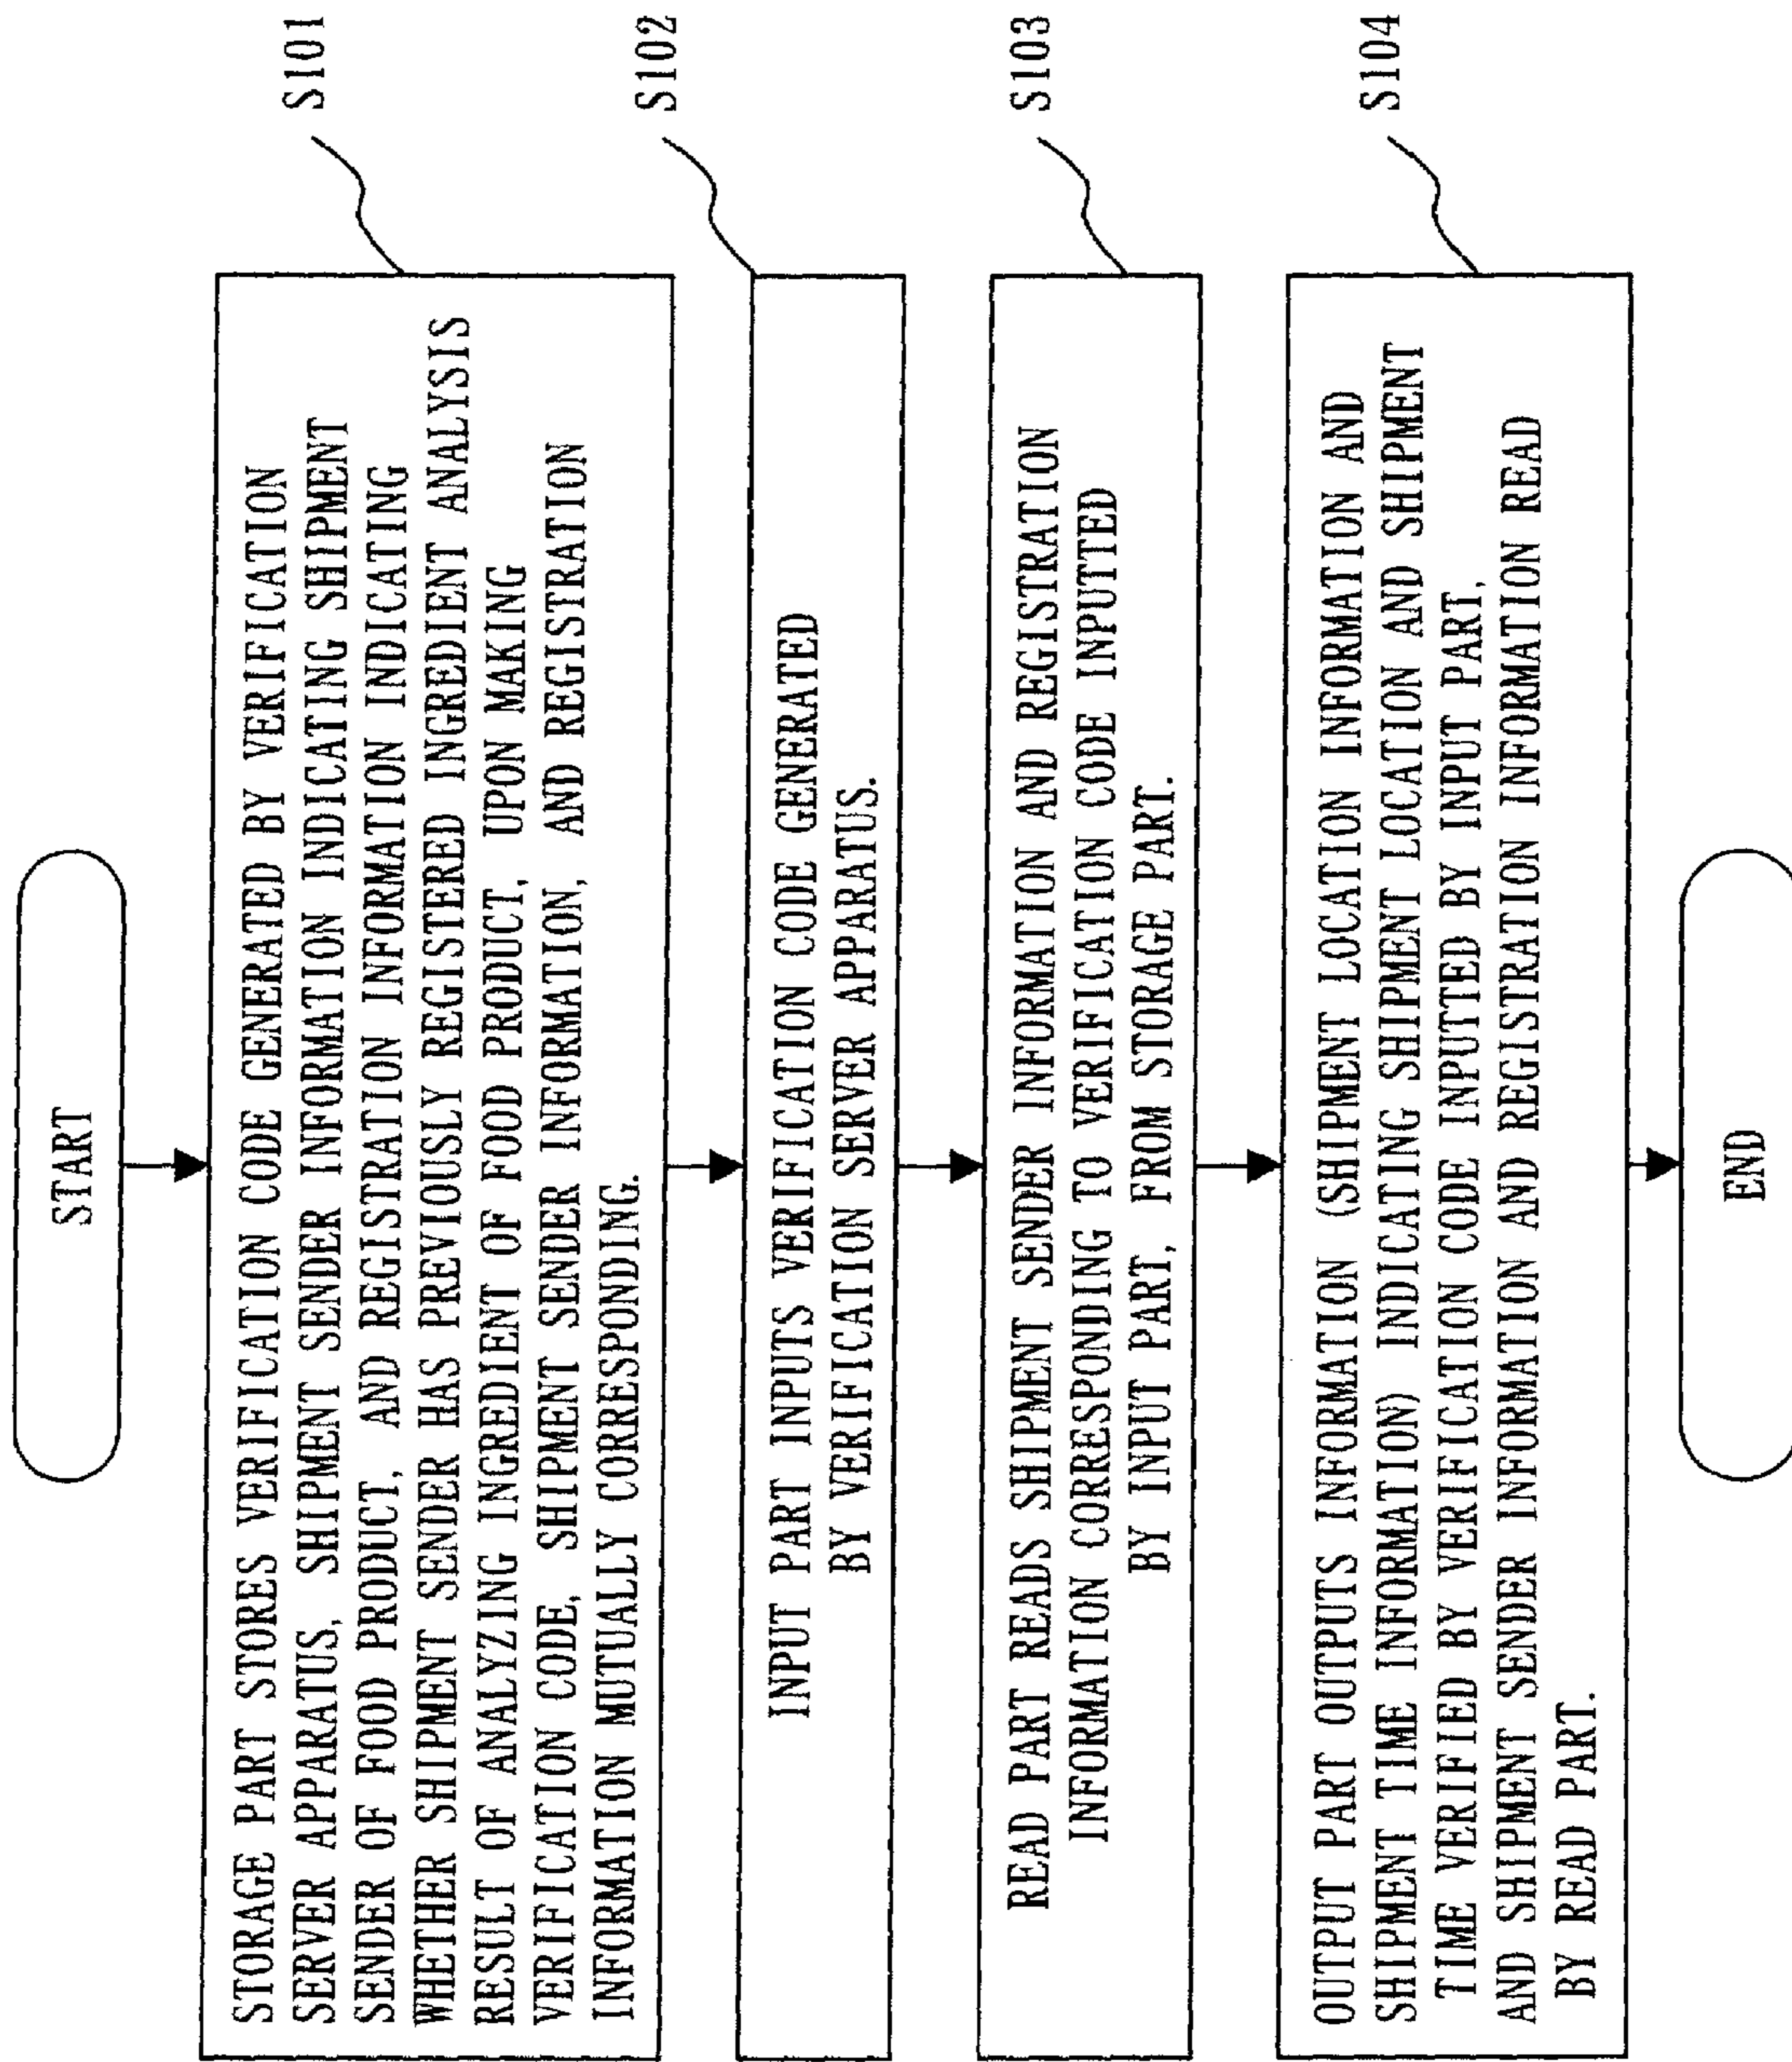 START
STORAGE PART STORES VERIFICATION CODE GENERATED BY VERIFICATION
SERVER APPARATUS, SHIPMENT SENDER INFORMATION INDICATING SHIPMENT
SENDER OF FOOD PRODUCT, AND REGISTRATION INFORMATION INDICATING
WHETHER SHIPMENT SENDER HAS PREVIOUSLY REGISTERED INGREDIENT ANALYSIS
RESULT OF ANALYZING INGREDIENT OF FOOD PRODUCT, UPON MAKING
VERIFICATION CODE, SHIPMENT SENDER INFORMATION, AND REGISTRATION
INFORMATION MUTUALLY CORRESPONDING.
S101
INPUT PART INPUTS VERIFICATION CODE GENERATED
BY VERIFICATION SERVER APPARATUS.
S102
READ PART READS SHIPMENT SENDER INFORMATION AND REGISTRATION
INFORMATION CORRESPONDING TO VERIFICATION CODE INPUTTED
BY INPUT PART, FROM STORAGE PART.
S103
OUTPUT PART OUTPUTS INFORMATION (SHIPMENT LOCATION INFORMATION AND
SHIPMENT TIME INFORMATION) INDICATING SHIPMENT LOCATION AND SHIPMENT
TIME VERIFIED BY VERIFICATION CODE INPUTTED BY INPUT PART,
AND SHIPMENT SENDER INFORMATION AND REGISTRATION INFORMATION READ
BY READ PART.
S104
END